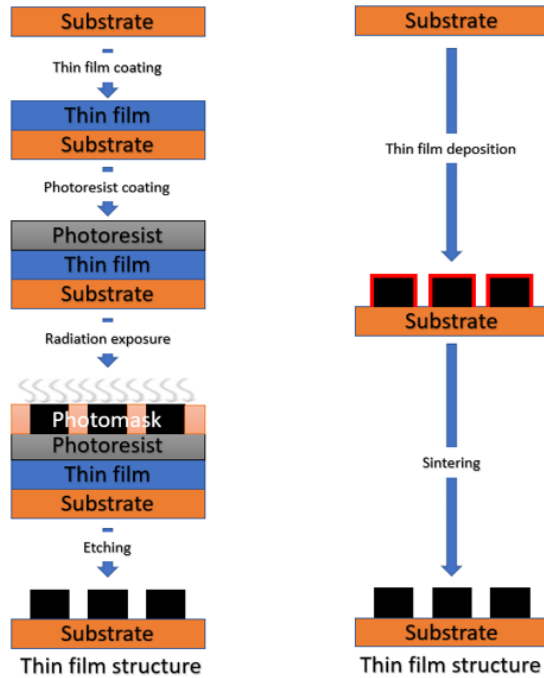 Substrate
Thin film coating
Thin film
Substrate
Photoresist coating
Photoresist
Thin film
Substrate
Radiation exposure
Photomask
Photoresist
Thin film
Substrate
Etching
Substrate
Thin film structure
Substrate
Thin film deposition
Substrate
Sintering
Substrate
Thin film structure